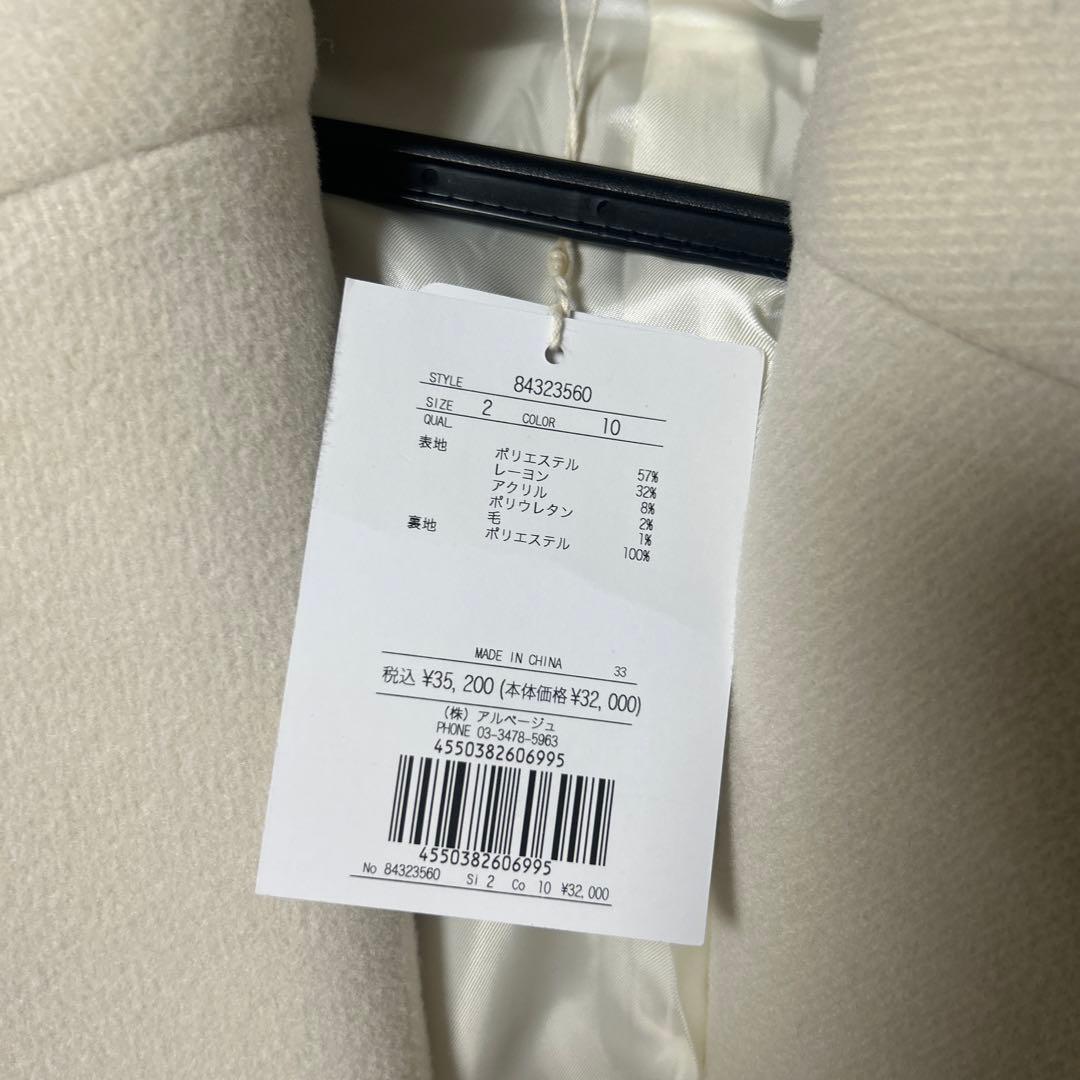 STYLE 84323560
SIZE 2 COLOR 10
QUAL
表地 ポリエステル 57%
レーヨン 32%
アクリル 8%
ポリウレタン 2%
毛 1%
裏地 ポリエステル 100%
MADE IN CHINA 33
税込 ¥35,200 (本体価格¥32,000)
(株) アルページュ
PHONE 03-3478-5963
4550382606995
4550382606995
No 84323560 Si 2 Co 10 ¥32,000